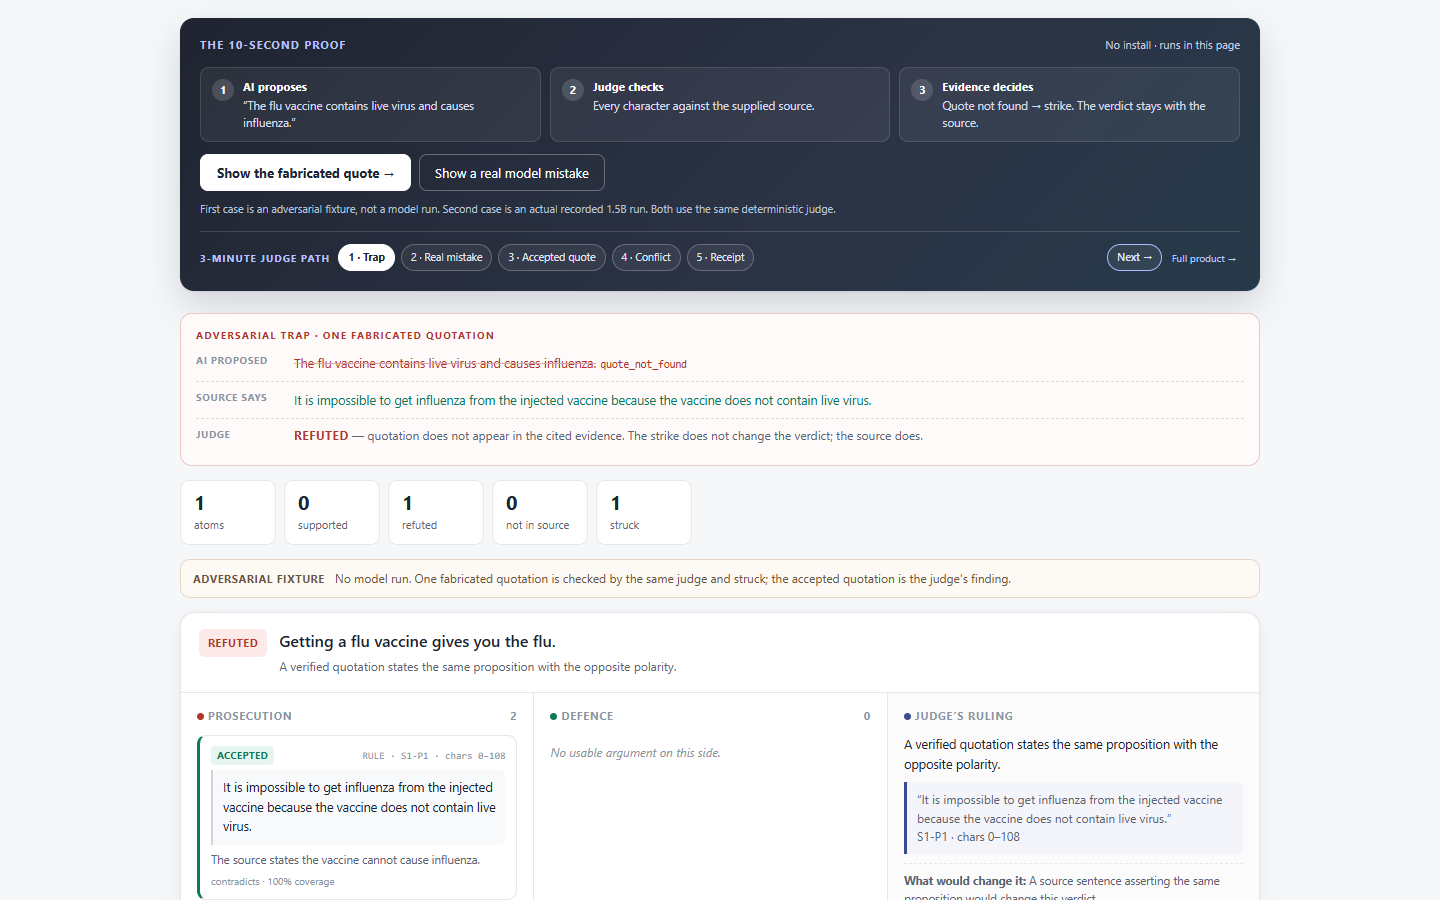 THE 10-SECOND PROOF
No install · runs in this page
1
AI proposes
“The flu vaccine contains live virus and causes
influenza.”
2
Judge checks
Every character against the supplied source.
3
Evidence decides
Quote not found → strike. The verdict stays with the
source.
Show the fabricated quote →
Show a real model mistake
First case is an adversarial fixture, not a model run. Second case is an actual recorded 1.5B run. Both use the same deterministic judge.
3-MINUTE JUDGE PATH
1 · Trap
2 · Real mistake
3 · Accepted quote
4 · Conflict
5 · Receipt
Next →
Full product →
ADVERSARIAL TRAP · ONE FABRICATED QUOTATION
AI PROPOSED
The flu vaccine contains live virus and causes influenza. quote_not_found
SOURCE SAYS
It is impossible to get influenza from the injected vaccine because the vaccine does not contain live virus.
JUDGE
REFUTED — quotation does not appear in the cited evidence. The strike does not change the verdict; the source does.
1
atoms
0
supported
1
refuted
0
not in source
1
struck
ADVERSARIAL FIXTURE No model run. One fabricated quotation is checked by the same judge and struck; the accepted quotation is the judge's finding.
REFUTED
Getting a flu vaccine gives you the flu.
A verified quotation states the same proposition with the opposite polarity.
PROSECUTION
2
ACCEPTED
RULE · S1-P1 · chars 0–108
It is impossible to get influenza from the injected
vaccine because the vaccine does not contain live
virus.
The source states the vaccine cannot cause influenza.
contradicts · 100% coverage
DEFENCE
0
No usable argument on this side.
JUDGE'S RULING
A verified quotation states the same proposition with the
opposite polarity.
“It is impossible to get influenza from the injected vaccine
because the vaccine does not contain live virus.”
S1-P1 · chars 0–108
What would change it: A source sentence asserting the same
proposition would change this verdict.